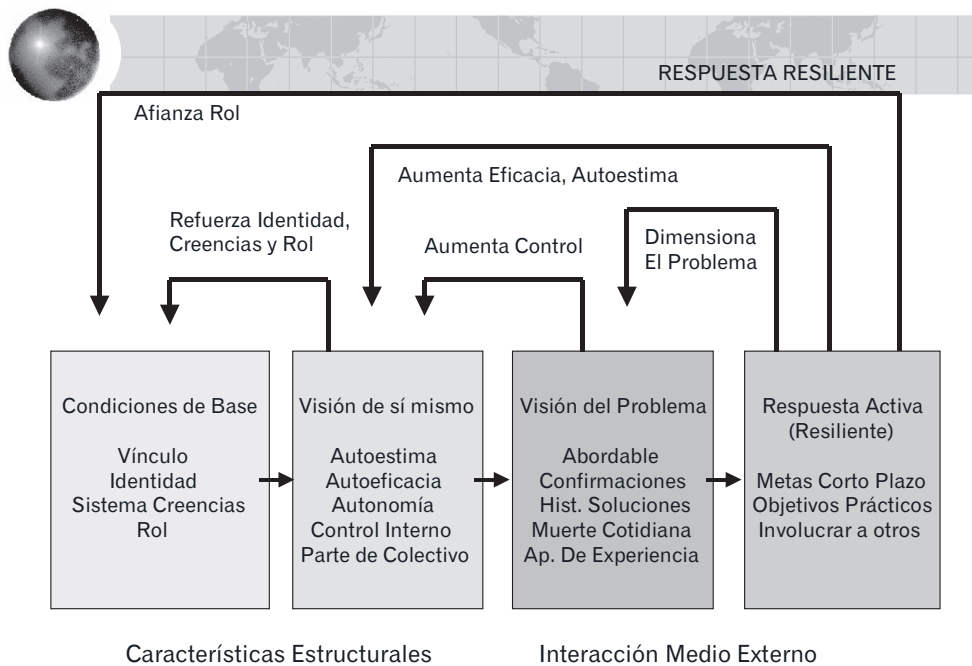 RESPUESTA RESILIENTE
Afianza Rol
Aumenta Eficacia, Autoestima
Refuerza Identidad,
Creencias y Rol
Aumenta Control
Dimensiona
El Problema
Condiciones de Base
Vínculo
Identidad
Sistema Creencias
Rol
Visión de sí mismo
Autoestima
Autoeficacia
Autonomía
Control Interno
Parte de Colectivo
Visión del Problema
Abordable
Confirmaciones
Hist. Soluciones
Muerte Cotidiana
Ap. De Experiencia
Respuesta Activa
(Resiliente)
Metas Corto Plazo
Objetivos Prácticos
Involucrar a otros
Características Estructurales
Interacción Medio Externo